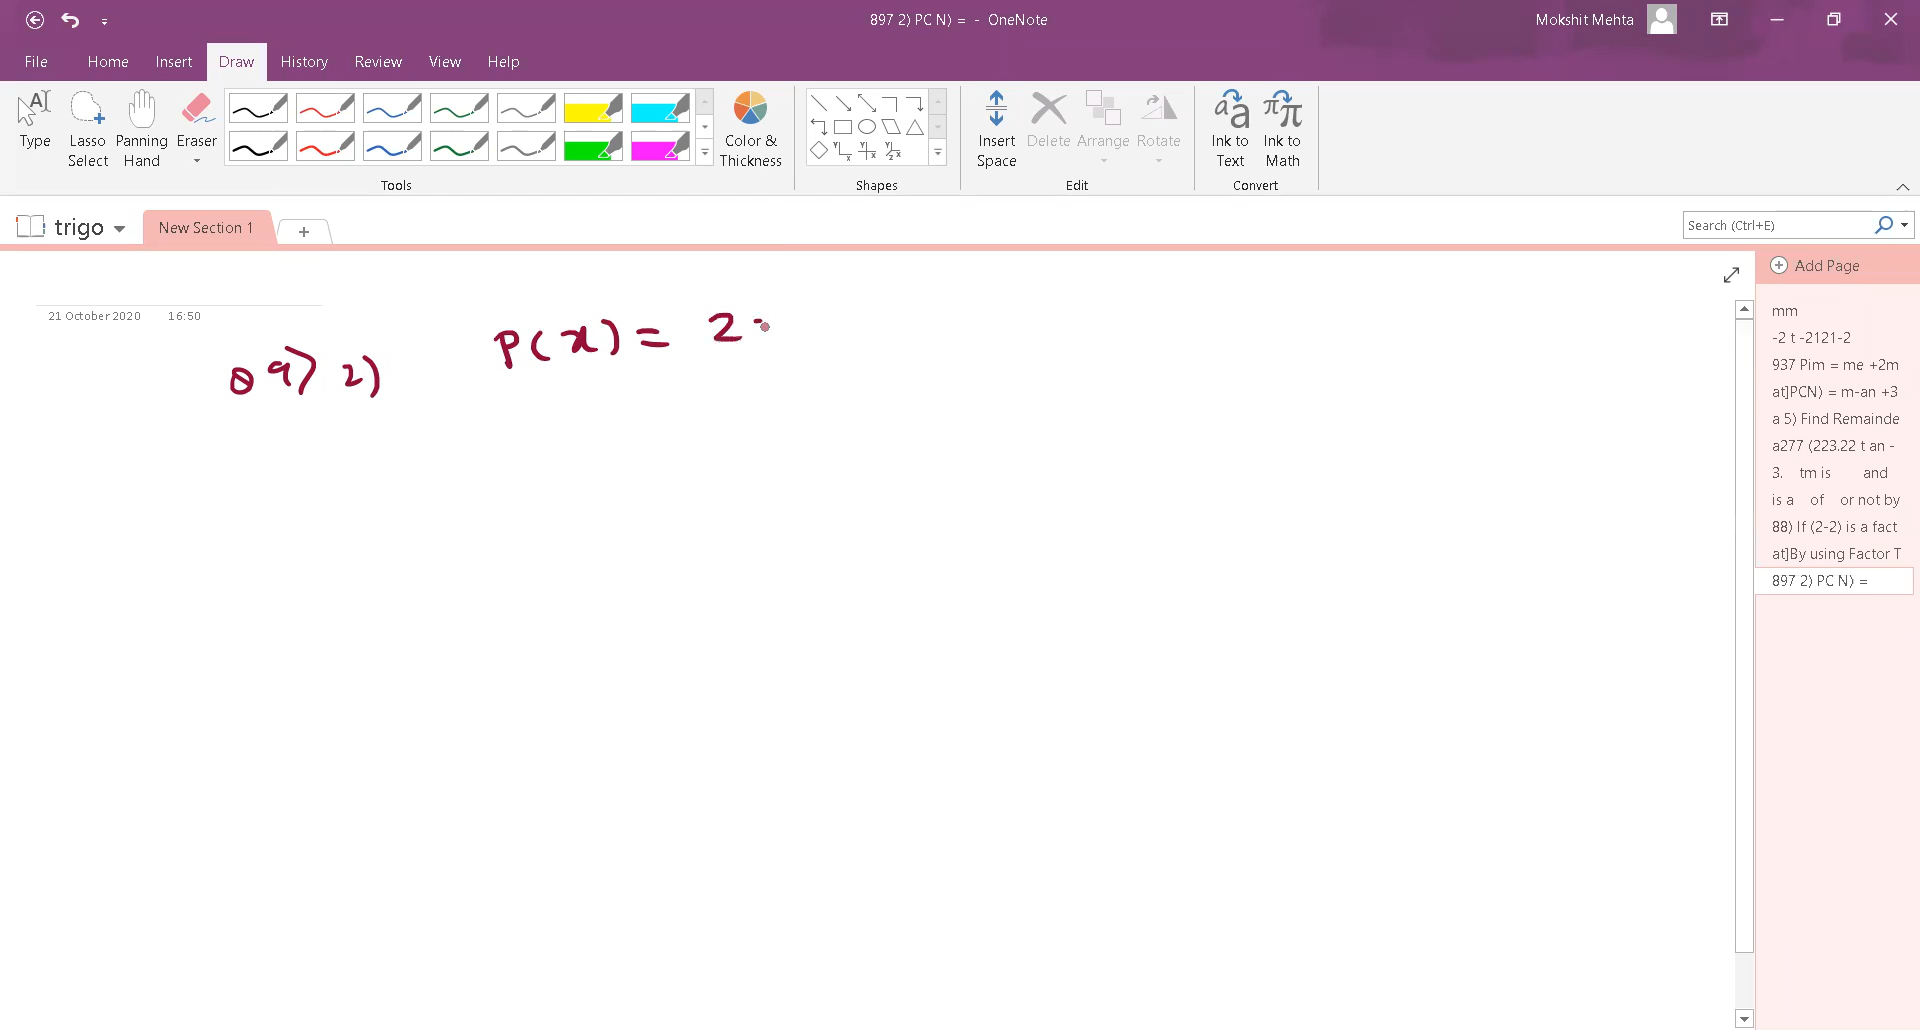 897 2) PC N) = - OneNote
Mokshit Mehta
File Home Insert Draw History Review View Help
Type
Lasso Select
Panning Hand
Eraser
Color & Thickness
Insert Space
Delete
Arrange
Rotate
Ink to Text
Ink to Math
Tools
Shapes
Edit
Convert
trigo
New Section 1
Search (Ctrl+E)
Add Page
21 October 2020 16:50
P(x) = 2
9) 2)
mm
-2 t -2121-2
937 Pim = me +2m
at]PCN) = m-an +3
a 5) Find Remainde
a277 (223.22 t an -
3. tm is and
is a of or not by
88) If (2-2) is a fact
at]By using Factor T
897 2) PC N) =